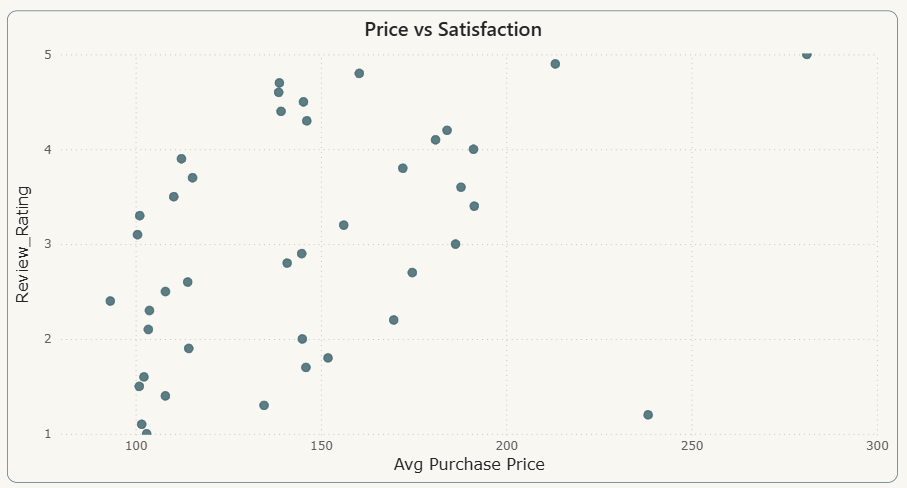 Price vs Satisfaction
5
4
3
2
1
Review_Rating
100 150 200 250 300
Avg Purchase Price